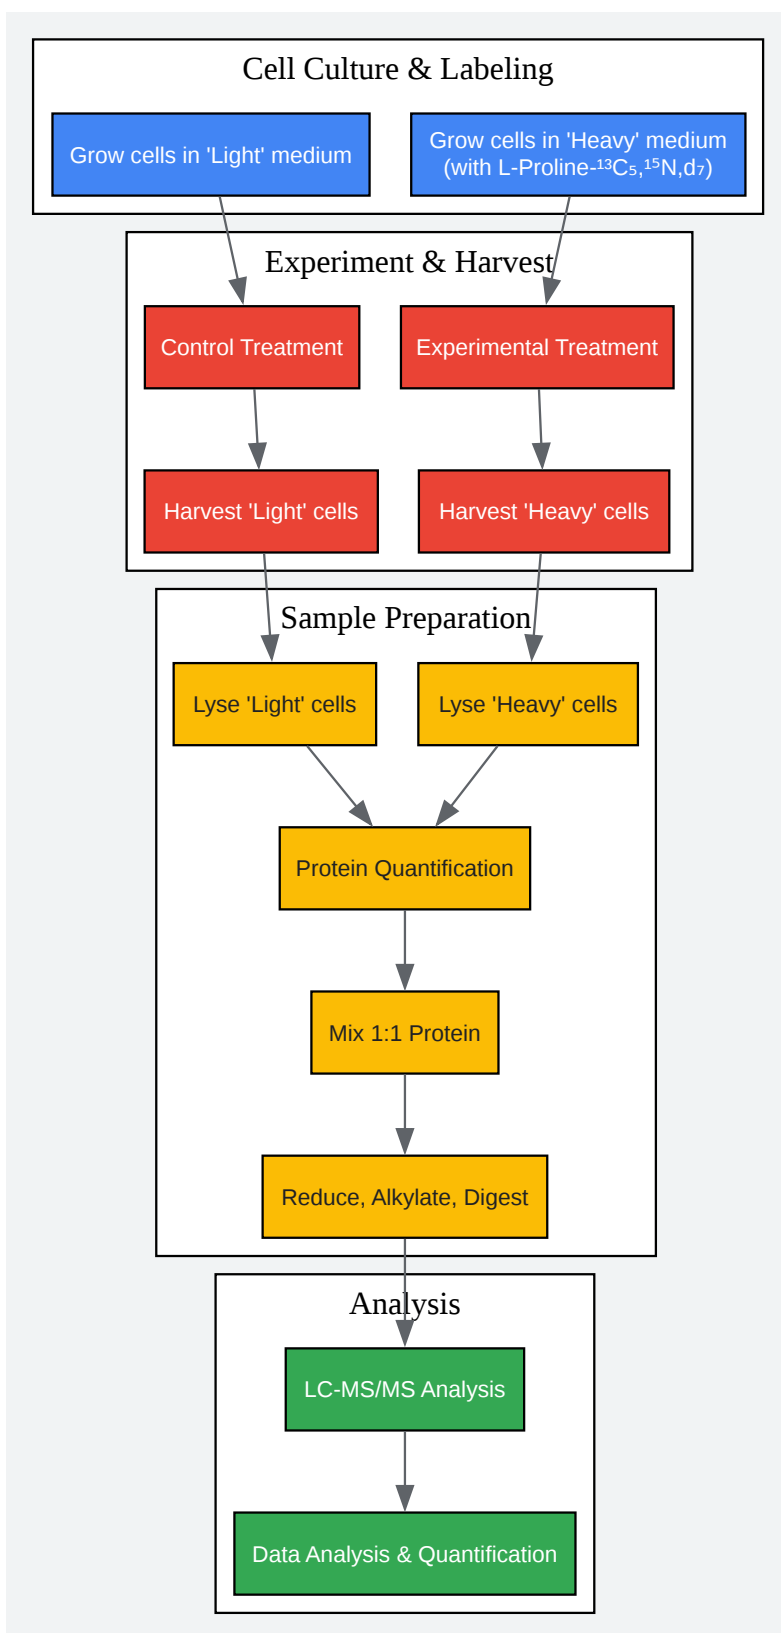 Cell Culture & Labeling
Grow cells in 'Light' medium
Grow cells in 'Heavy' medium
(with L-Proline-¹³C₅,¹⁵N,d₇)
Experiment & Harvest
Control Treatment
Experimental Treatment
Harvest 'Light' cells
Harvest 'Heavy' cells
Sample Preparation
Lyse 'Light' cells
Lyse 'Heavy' cells
Protein Quantification
Mix 1:1 Protein
Reduce, Alkylate, Digest
Analysis
LC-MS/MS Analysis
Data Analysis & Quantification